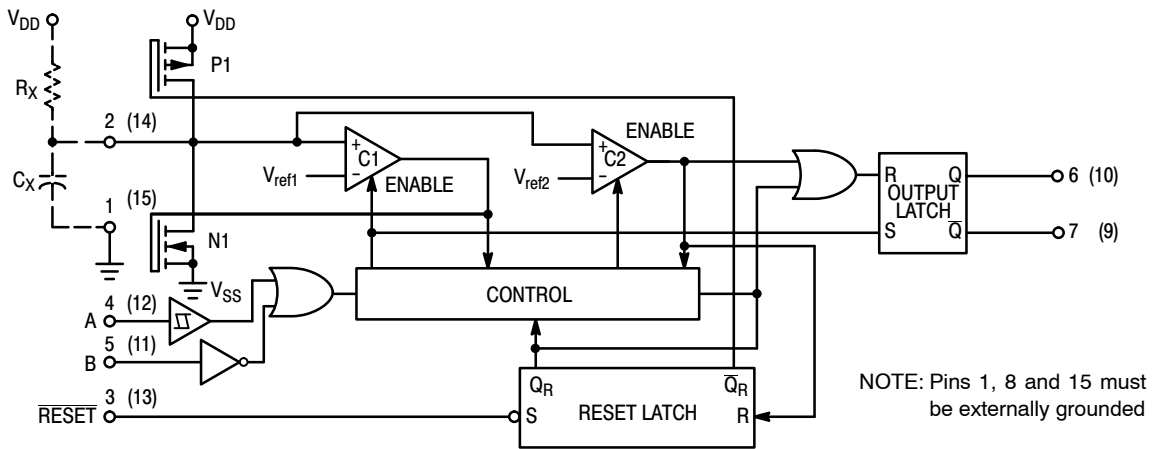 VDD
VDD
P1
RX
2 (14)
ENABLE
+
C1
−
+
C2
−
Vref1
ENABLE
Vref2
CX
R
Q
6 (10)
OUTPUT
LATCH
1 (15)
S
Q̅
7 (9)
N1
VSS
CONTROL
4 (12)
A
5 (11)
B
QR
Q̅R
NOTE: Pins 1, 8 and 15 must
be externally grounded
3 (13)
R̅E̅S̅E̅T̅
S
RESET LATCH
R